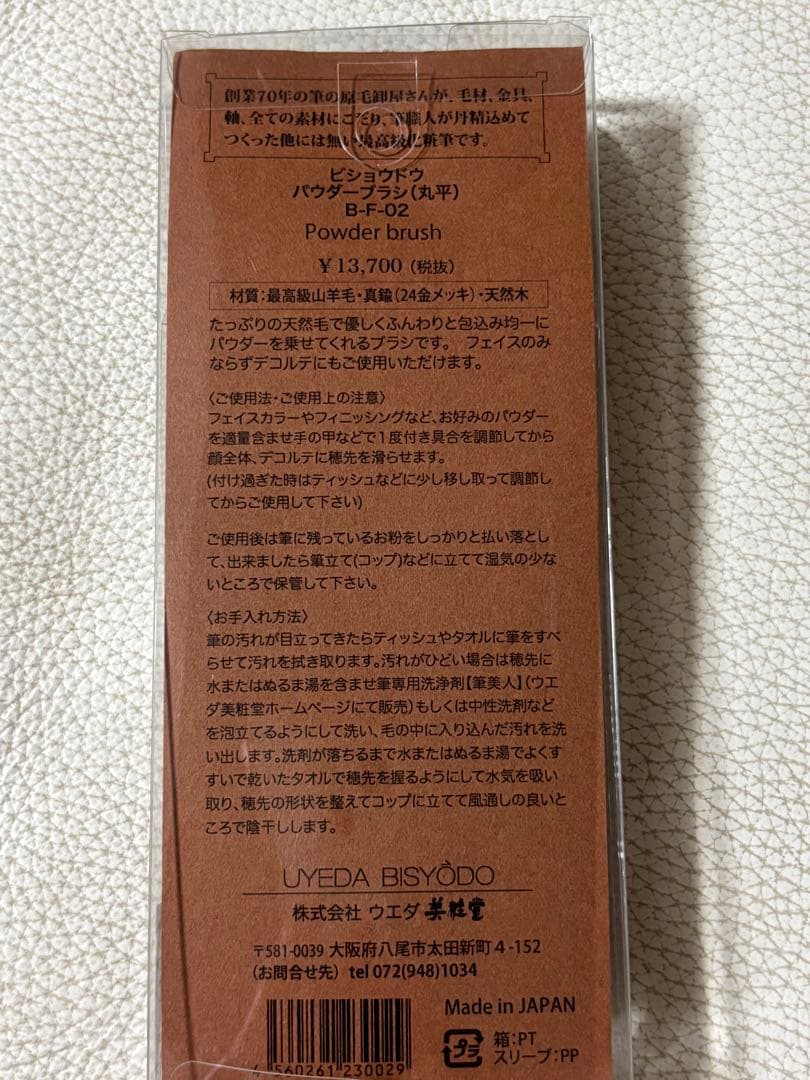 創業70年の筆の原毛卸屋さんが、毛材、金具、
軸、全ての素材にこだり、筆職人が丹精込めて
つくった他には無い最高級化粧筆です。
ビショウドウ
パウダーブラシ（丸平）
B-F-02
Powder brush
￥13,700（税抜）
材質：最高級山羊毛・真鍮（24金メッキ）・天然木
たっぷりの天然毛で優しくふんわりと包込み均一に
パウダーを乗せてくれるブラシです。 フェイスのみ
ならずデコルテにもご使用いただけます。
〈ご使用法・ご使用上の注意〉
フェイスカラーやフィニッシングなど、お好みのパウダー
を適量含ませ手の甲などで1度付き具合を調節してから
顔全体、デコルテに穂先を滑らせます。
(付け過ぎた時はティッシュなどに少し移し取って調節し
てからご使用して下さい)
ご使用後は筆に残っているお粉をしっかりと払い落と
して、出来ましたら筆立て(コップ)などに立てて湿気の少な
いところで保管して下さい。
〈お手入れ方法〉
筆の汚れが目立ってきたらティッシュやタオルに筆をすべ
らせて汚れを拭き取ります。汚れがひどい場合は穂先に
水またはぬるま湯を含ませ筆専用洗浄剤【筆美人】（ウエ
ダ美粧堂ホームページにて販売）もしくは中性洗剤など
を泡立てるようにして洗い、毛の中に入り込んだ汚れを洗
い出します。洗剤が落ちるまで水またはぬるま湯でよくす
すいで乾いたタオルで穂先を握るようにして水気を吸い
取り、穂先の形状を整えてコップに立てて風通しの良いと
ころで陰干しします。
UYEDA BISYODO
株式会社 ウエダ美粧堂
〒581-0039 大阪府八尾市太田新町4-152
（お問合せ先） tel 072(948)1034
Made in JAPAN
プラ
箱：PT
スリーブ：PP
4 560261 230029